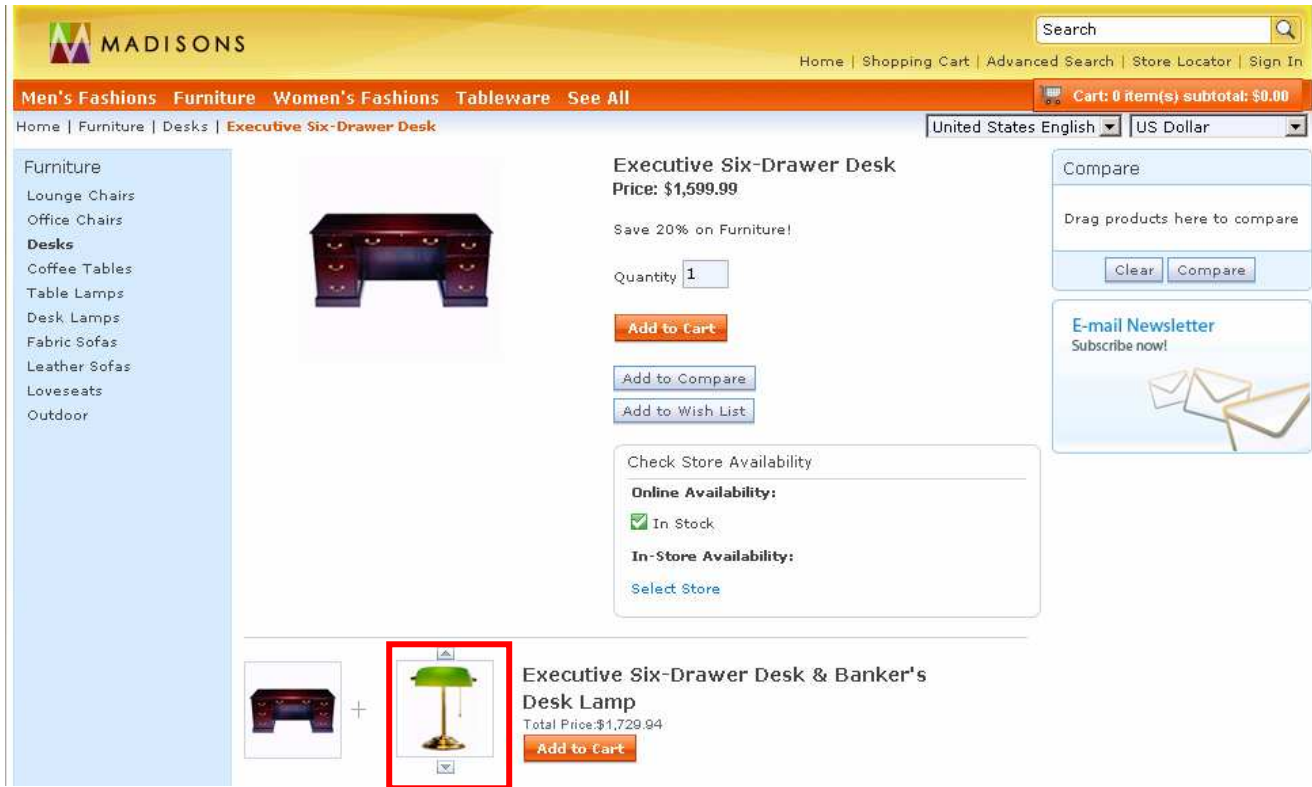 MADISONS
Search
Home | Shopping Cart | Advanced Search | Store Locator | Sign In
Men's Fashions Furniture Women's Fashions Tableware See All
Cart: 0 item(s) subtotal: $0.00
Home | Furniture | Desks | Executive Six-Drawer Desk
United States English
US Dollar
Furniture
Lounge Chairs
Office Chairs
Desks
Coffee Tables
Table Lamps
Desk Lamps
Fabric Sofas
Leather Sofas
Loveseats
Outdoor
Executive Six-Drawer Desk
Price: $1,599.99
Save 20% on Furniture!
Quantity 1
Add to Cart
Add to Compare
Add to Wish List
Check Store Availability
Online Availability:
In Stock
In-Store Availability:
Select Store
Compare
Drag products here to compare
Clear Compare
E-mail Newsletter
Subscribe now!
+
Executive Six-Drawer Desk & Banker's
Desk Lamp
Total Price:$1,729.94
Add to Cart